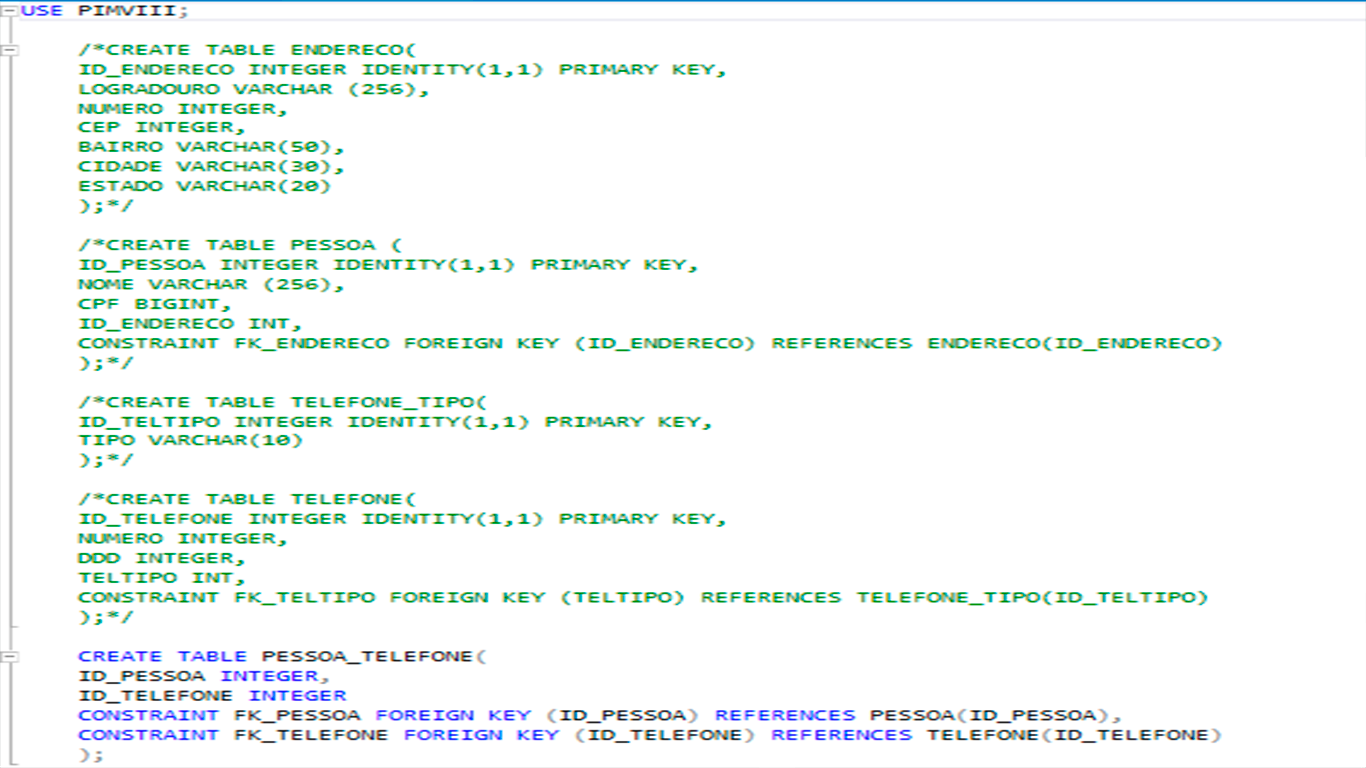 USE PIMVIII;
/*CREATE TABLE ENDERECO(
ID_ENDERECO INTEGER IDENTITY(1,1) PRIMARY KEY,
LOGRADOURO VARCHAR (256),
NUMERO INTEGER,
CEP INTEGER,
BAIRRO VARCHAR(50),
CIDADE VARCHAR(30),
ESTADO VARCHAR(20)
);*/
/*CREATE TABLE PESSOA (
ID_PESSOA INTEGER IDENTITY(1,1) PRIMARY KEY,
NOME VARCHAR (256),
CPF BIGINT,
ID_ENDERECO INT,
CONSTRAINT FK_ENDERECO FOREIGN KEY (ID_ENDERECO) REFERENCES ENDERECO(ID_ENDERECO)
);*/
/*CREATE TABLE TELEFONE_TIPO(
ID_TELTIPO INTEGER IDENTITY(1,1) PRIMARY KEY,
TIPO VARCHAR(10)
);*/
/*CREATE TABLE TELEFONE(
ID_TELEFONE INTEGER IDENTITY(1,1) PRIMARY KEY,
NUMERO INTEGER,
DDD INTEGER,
TELTIPO INT,
CONSTRAINT FK_TELTIPO FOREIGN KEY (TELTIPO) REFERENCES TELEFONE_TIPO(ID_TELTIPO)
);*/
CREATE TABLE PESSOA_TELEFONE(
ID_PESSOA INTEGER,
ID_TELEFONE INTEGER
CONSTRAINT FK_PESSOA FOREIGN KEY (ID_PESSOA) REFERENCES PESSOA(ID_PESSOA),
CONSTRAINT FK_TELEFONE FOREIGN KEY (ID_TELEFONE) REFERENCES TELEFONE(ID_TELEFONE)
);